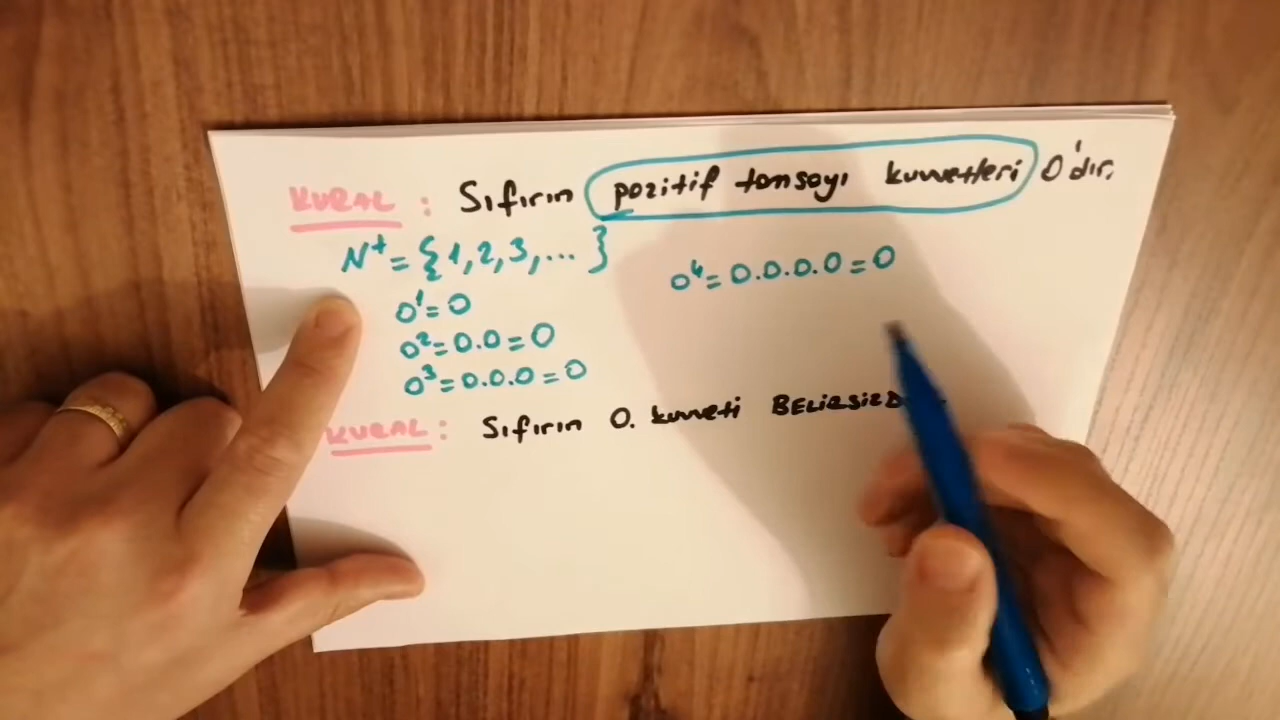 KURAL : Sıfırın pozitif tamsayı kuvvetleri 0'dır.
N⁺ = {1, 2, 3, ... }
0⁴ = 0.0.0.0 = 0
0¹ = 0
0² = 0.0 = 0
0³ = 0.0.0 = 0
KURAL : Sıfırın 0. kuvveti